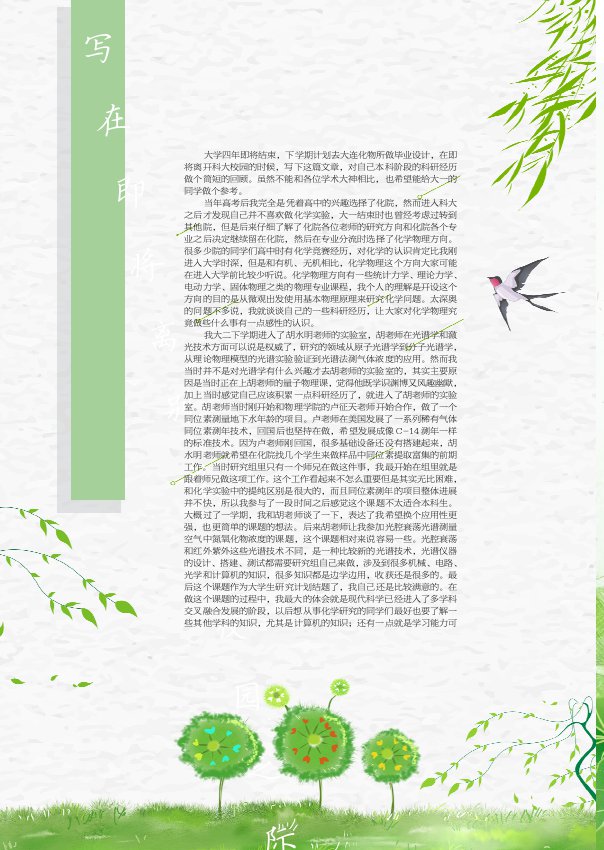 写
在
即
离
开
校
园
际
大学四年即将结束，下学期计划去大连化物所做毕业设计，在即
将离开科大校园的时候，写下这篇文章，对自己本科阶段的科研经历
做个简短的回顾。虽然不能和各位学术大神相比，也希望能给大一的
同学做个参考。
当年高考后我完全是凭着高中的兴趣选择了化院，然而进入科大
之后才发现自己并不喜欢做化学实验，大一结束时也曾经考虑过转到
其他院，但是后来仔细了解了化院各位老师的研究方向和化院各个专
业之后决定继续留在化院，然后在专业分流时选择了化学物理方向。
很多少院的同学们高中时有化学竞赛经历，对化学的认识肯定比我刚
进入大学时深，但是和有机、无机相比，化学物理这个方向大家可能
在进入大学前比较少听说。化学物理方向有一些统计力学、理论力学、
电动力学、固体物理之类的物理专业课程，我个人的理解是开设这个
方向的目的是从微观出发使用基本物理原理来研究化学问题。太深奥
的问题不多说，我就谈谈自己的一些科研经历，让大家对化学物理究
竟做些什么事有一点感性的认识。
我大二下学期进入了胡水明老师的实验室，胡老师在光谱学和激
光技术方面可以说是权威了，研究的领域从原子光谱学到分子光谱学，
从理论物理模型的光谱实验验证到光谱法测气体浓度的应用。然而我
当时并不是对光谱学有什么兴趣才去胡老师的实验室的，其实主要原
因是当时正在上胡老师的量子物理课，觉得他既学识渊博又风趣幽默，
加上当时感觉自己应该积累一点科研经历了，就进入了胡老师的实验
室。胡老师当时刚开始和物理学院的卢征天老师开始合作，做了一个
同位素测量地下水年龄的项目。卢老师在美国发展了一系列稀有气体
同位素测年技术，回国后也坚持在做，希望发展成像 C-14 测年一样
的标准技术。因为卢老师刚回国，很多基础设备还没有搭建起来，胡
水明老师就希望在化院找几个学生来做样品中同位素提取富集的前期
工作。当时研究组里只有一个师兄在做这件事，我最开始在组里就是
跟着师兄做这项工作。这个工作看起来不怎么重要但是其实无比困难，
和化学实验中的提纯区别是很大的，而且同位素测年的项目整体进展
并不快，所以我参与了一段时间之后感觉这个课题不太适合本科生。
大概过了一学期，我和胡老师谈了一下，表达了我希望换个应用性更
强，也更简单的课题的想法。后来胡老师让我参加光腔衰荡光谱测量
空气中氮氧化物浓度的课题，这个课题相对来说容易一些。光腔衰荡
和红外紫外这些光谱技术不同，是一种比较新的光谱技术，光谱仪器
的设计、搭建、测试都需要研究组自己来做，涉及到很多机械、电路、
光学和计算机的知识，很多知识都是边学边用，收获还是很多的。最
后这个课题作为大学生研究计划结题了，我自己还是比较满意的。在
做这个课题的过程中，我最大的体会就是现代科学已经进入了多学科
交叉融合发展的阶段，以后想从事化学研究的同学们最好也要了解一
些其他学科的知识，尤其是计算机的知识；还有一点就是学习能力可